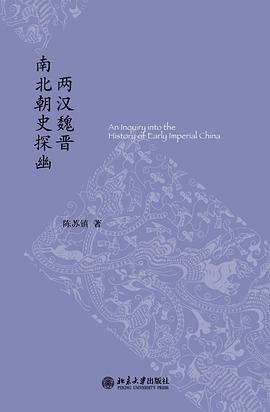 两汉魏晋
南北朝史探幽
An Inquiry into the
History of Early Imperial China
陈苏镇 著
北京大学出版社
PEKING UNIVERSITY PRESS